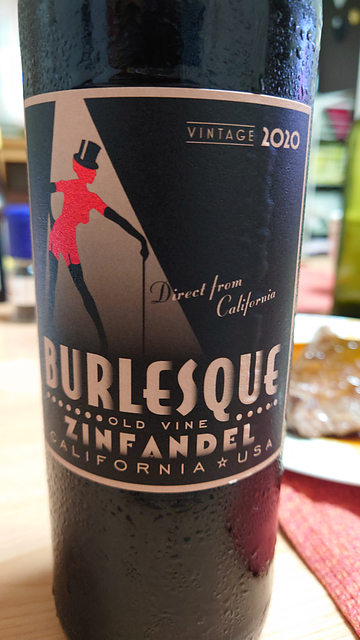 VINTAGE 2020
Direct from
California
BURLESQUE
OLD VINE
ZINFANDEL
CALIFORNIA ☆ USA